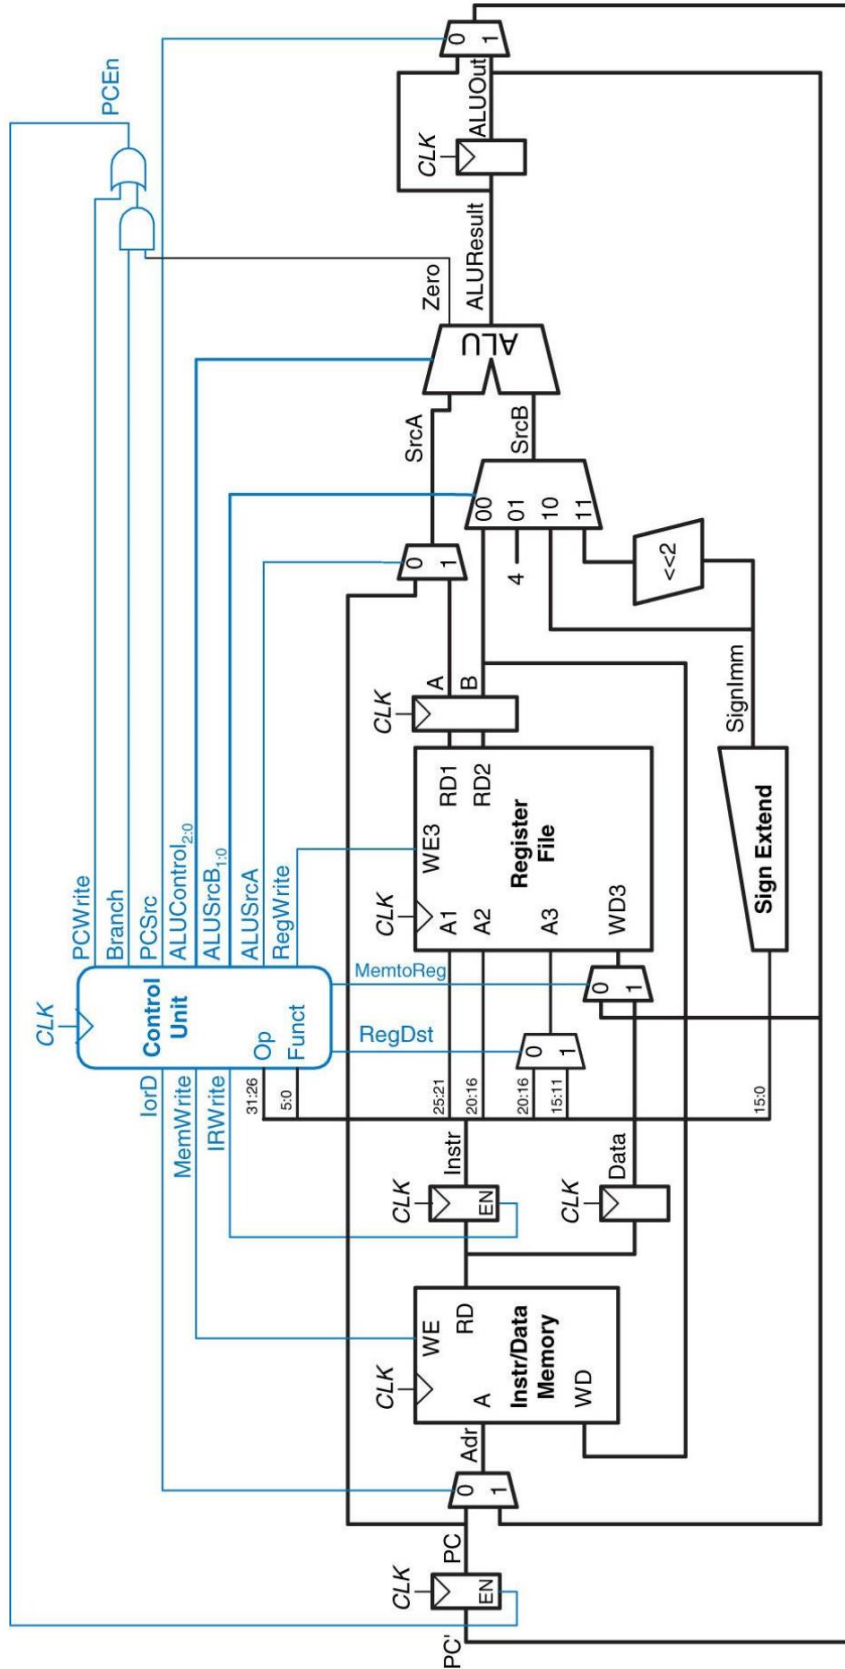 CLK
PCEn
Control
Unit
PCWrite
Branch
PCSrc
ALUControl2:0
ALUSrcB1:0
ALUSrcA
RegWrite
IorD
MemWrite
IRWrite
31:26
Op
5:0
Funct
MemtoReg
RegDst
PC'
CLK
EN
PC
0
1
Adr
CLK
WE
A
RD
Instr/Data
Memory
WD
CLK
EN
Instr
CLK
Data
25:21
20:16
20:16
15:11
15:0
0
1
0
1
CLK
WE3
A1
RD1
A2
RD2
A3
Register
File
WD3
Sign Extend
SignImm
CLK
A
B
0
1
SrcA
4
00
01
10
11
<<2
SrcB
ALU
Zero
ALUResult
CLK
ALUOut
0
1